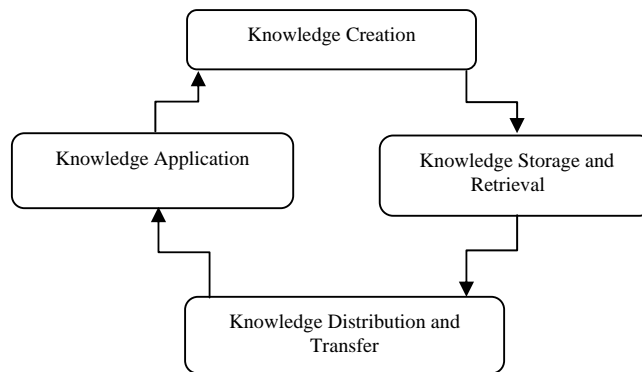 Knowledge Creation
Knowledge Application
Knowledge Storage and
Retrieval
Knowledge Distribution and
Transfer